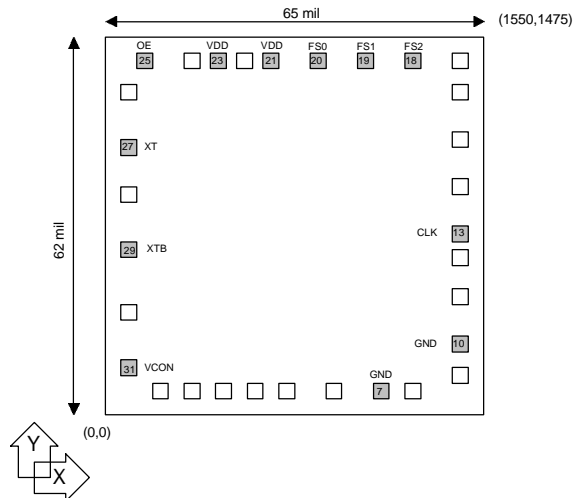 65 mil
(1550,1475)
OE VDD VDD FS0 FS1 FS2
25 23 21 20 19 18
27 XT
62 mil
CLK 13
29 XTB
GND 10
31 VCON
GND
7
(0,0)
Y
X